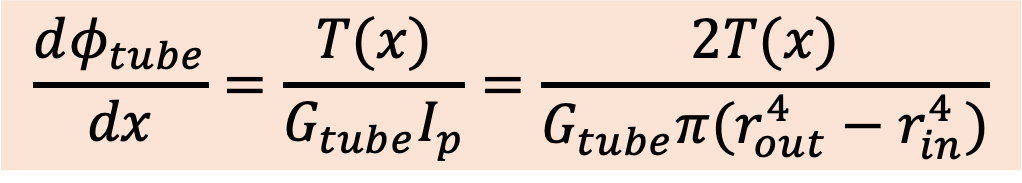 dϕ_tube/dx = T(x)/(G_tube I_p) = 2T(x)/(G_tube π(r_out^4 − r_in^4))